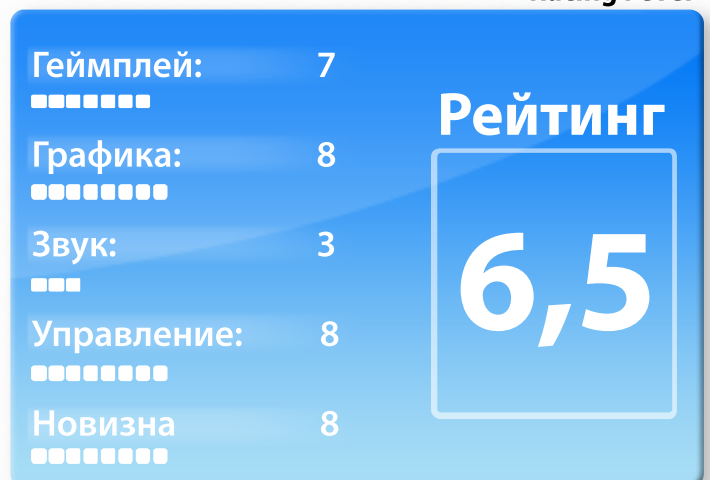 Геймплей: 7
Графика: 8
Звук: 3
Управление: 8
Новизна 8
Рейтинг
6,5